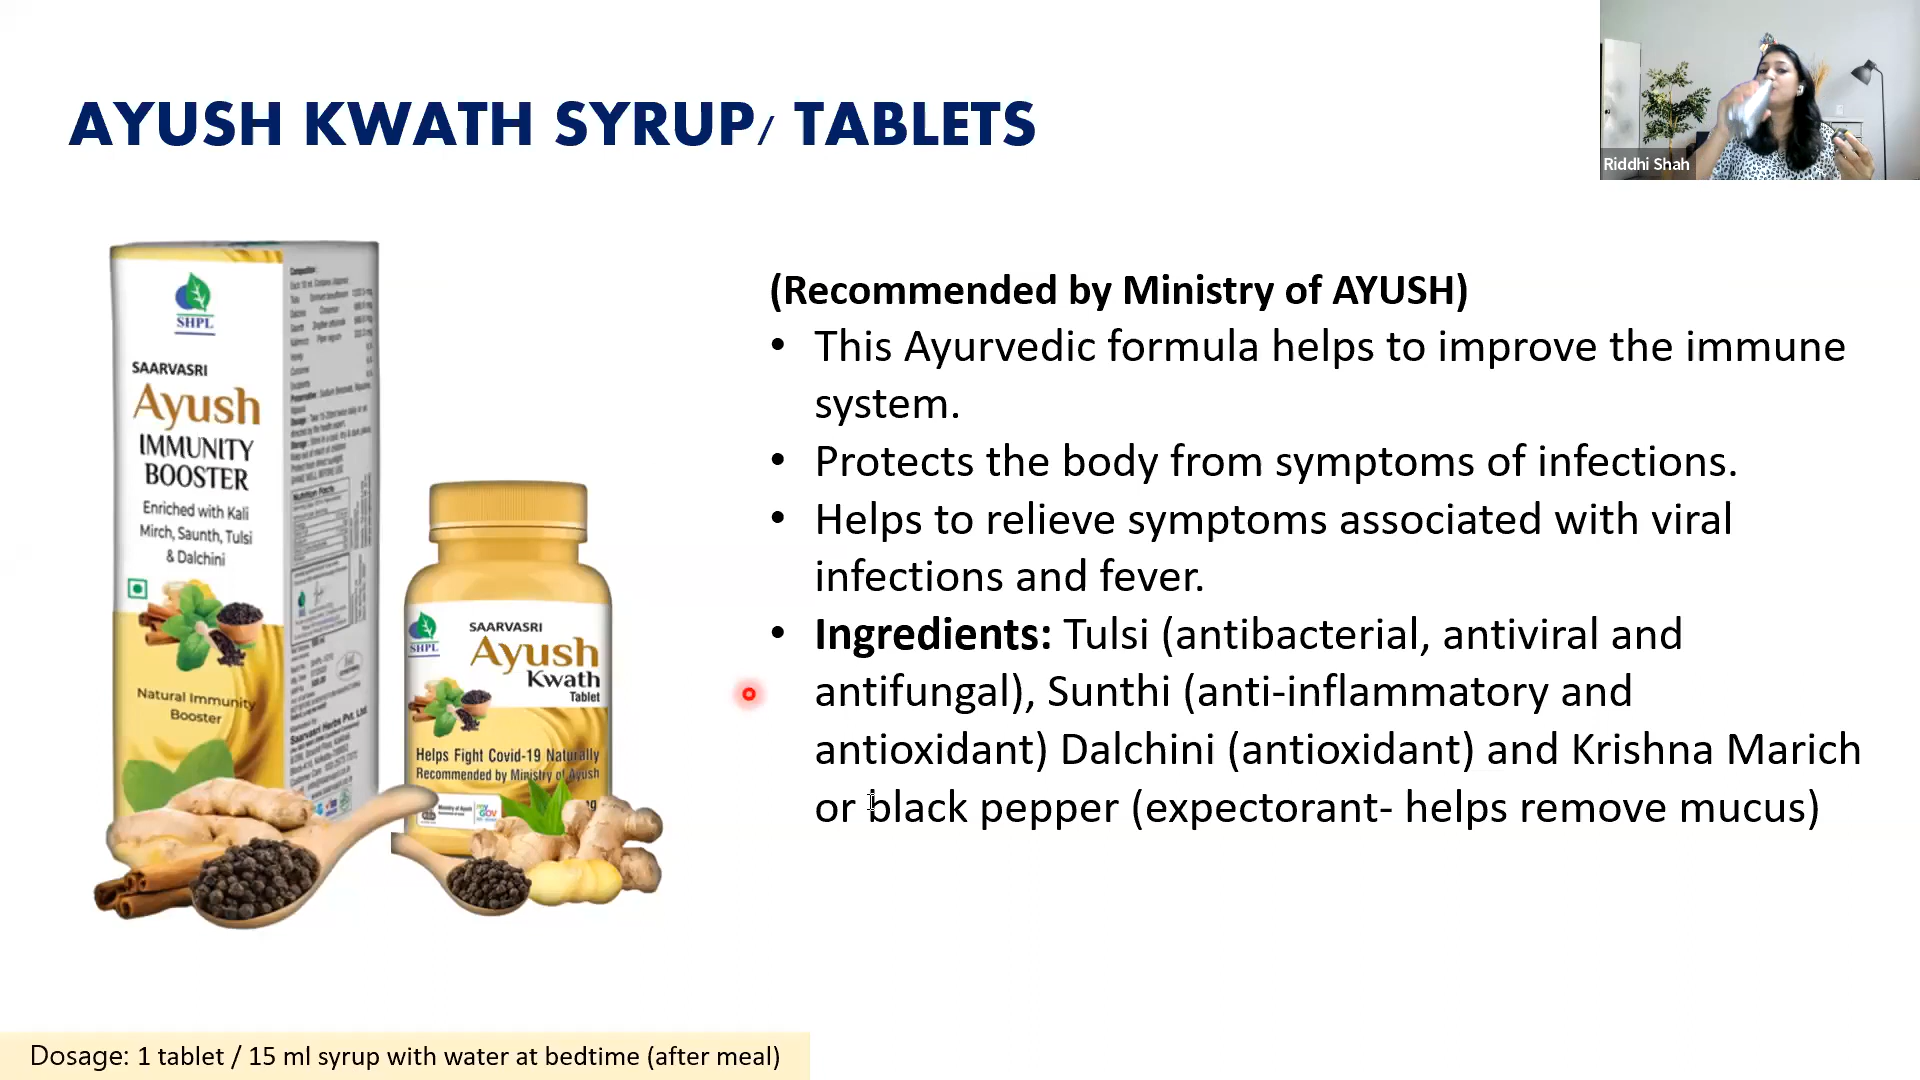 AYUSH KWATH SYRUP/ TABLETS
Riddhi Shah
(Recommended by Ministry of AYUSH)
• This Ayurvedic formula helps to improve the immune
system.
• Protects the body from symptoms of infections.
• Helps to relieve symptoms associated with viral
infections and fever.
• Ingredients: Tulsi (antibacterial, antiviral and
antifungal), Sunthi (anti-inflammatory and
antioxidant) Dalchini (antioxidant) and Krishna Marich
or black pepper (expectorant- helps remove mucus)
SHPL
SAARVASRI
Ayush
IMMUNITY
BOOSTER
Enriched with Kali
Mirch, Saunth, Tulsi
& Dalchini
Natural Immunity
Booster
Saarvasri Herbs Pvt. Ltd.
SHPL
SAARVASRI
Ayush
Kwath
Tablet
Helps Fight Covid-19 Naturally
Recommended by Ministry of Ayush
Dosage: 1 tablet / 15 ml syrup with water at bedtime (after meal)